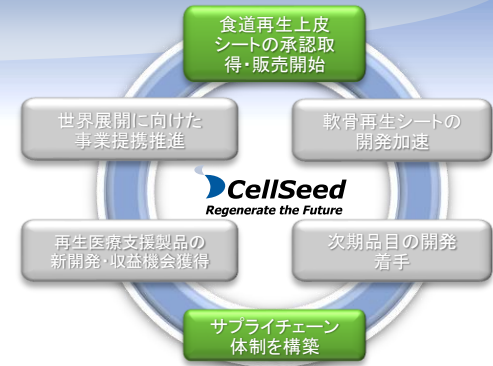 食道再生上皮
シートの承認取
得・販売開始
世界展開に向けた
事業提携推進
軟骨再生シートの
開発加速
CellSeed
Regenerate the Future
再生医療支援製品の
新開発・収益機会獲得
次期品目の開発
着手
サプライチェーン
体制を構築